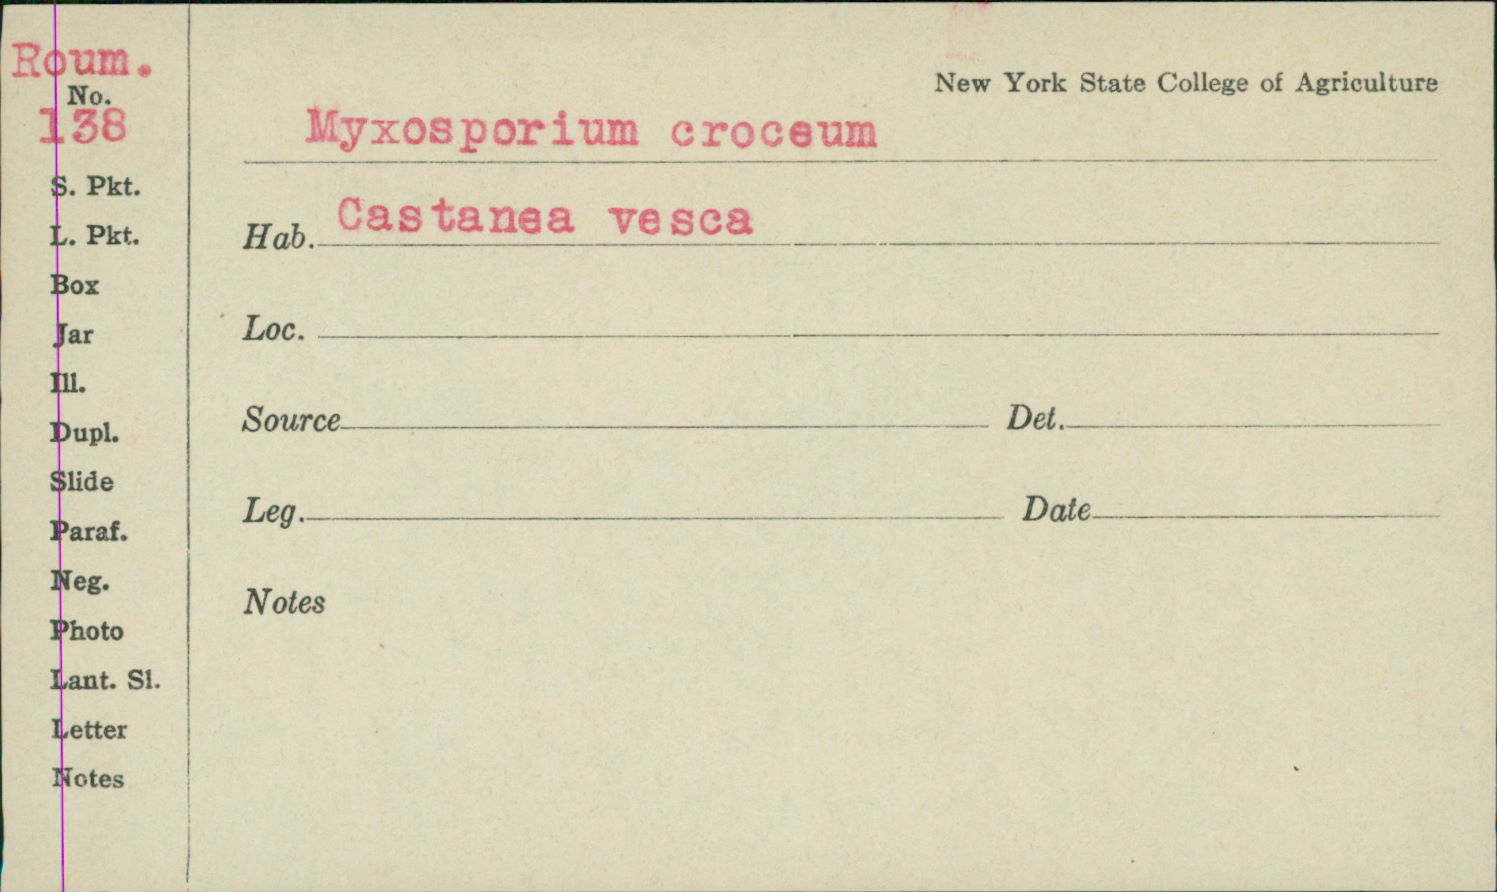 Roum.
No.
138
New York State College of Agriculture
Myxosporium croceum
Hab. Castanea vesca
Loc.
Source Det.
Leg. Date
Notes
S. Pkt.
L. Pkt.
Box
Jar
Ill.
Dupl.
Slide
Paraf.
Neg.
Photo
Lant. Sl.
Letter
Notes